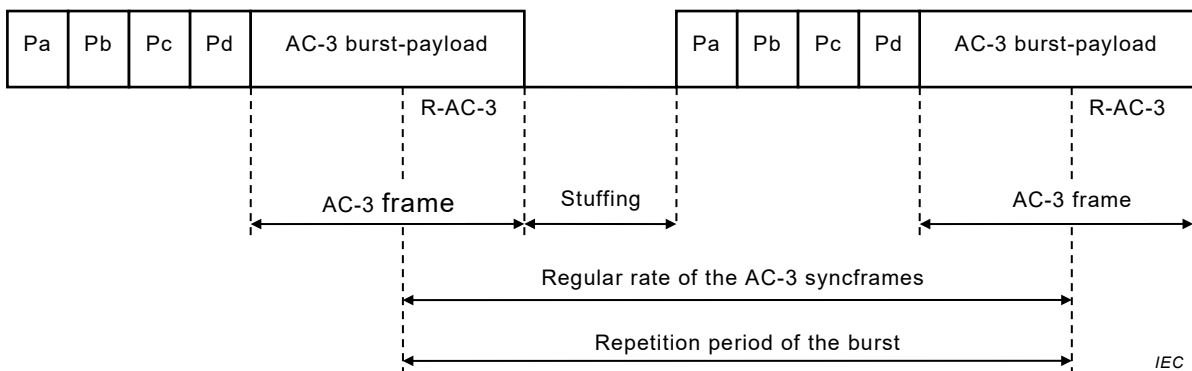 Pa Pb Pc Pd AC-3 burst-payload Pa Pb Pc Pd AC-3 burst-payload
R-AC-3 R-AC-3
AC-3 frame Stuffing AC-3 frame
Regular rate of the AC-3 syncframes
Repetition period of the burst
IEC